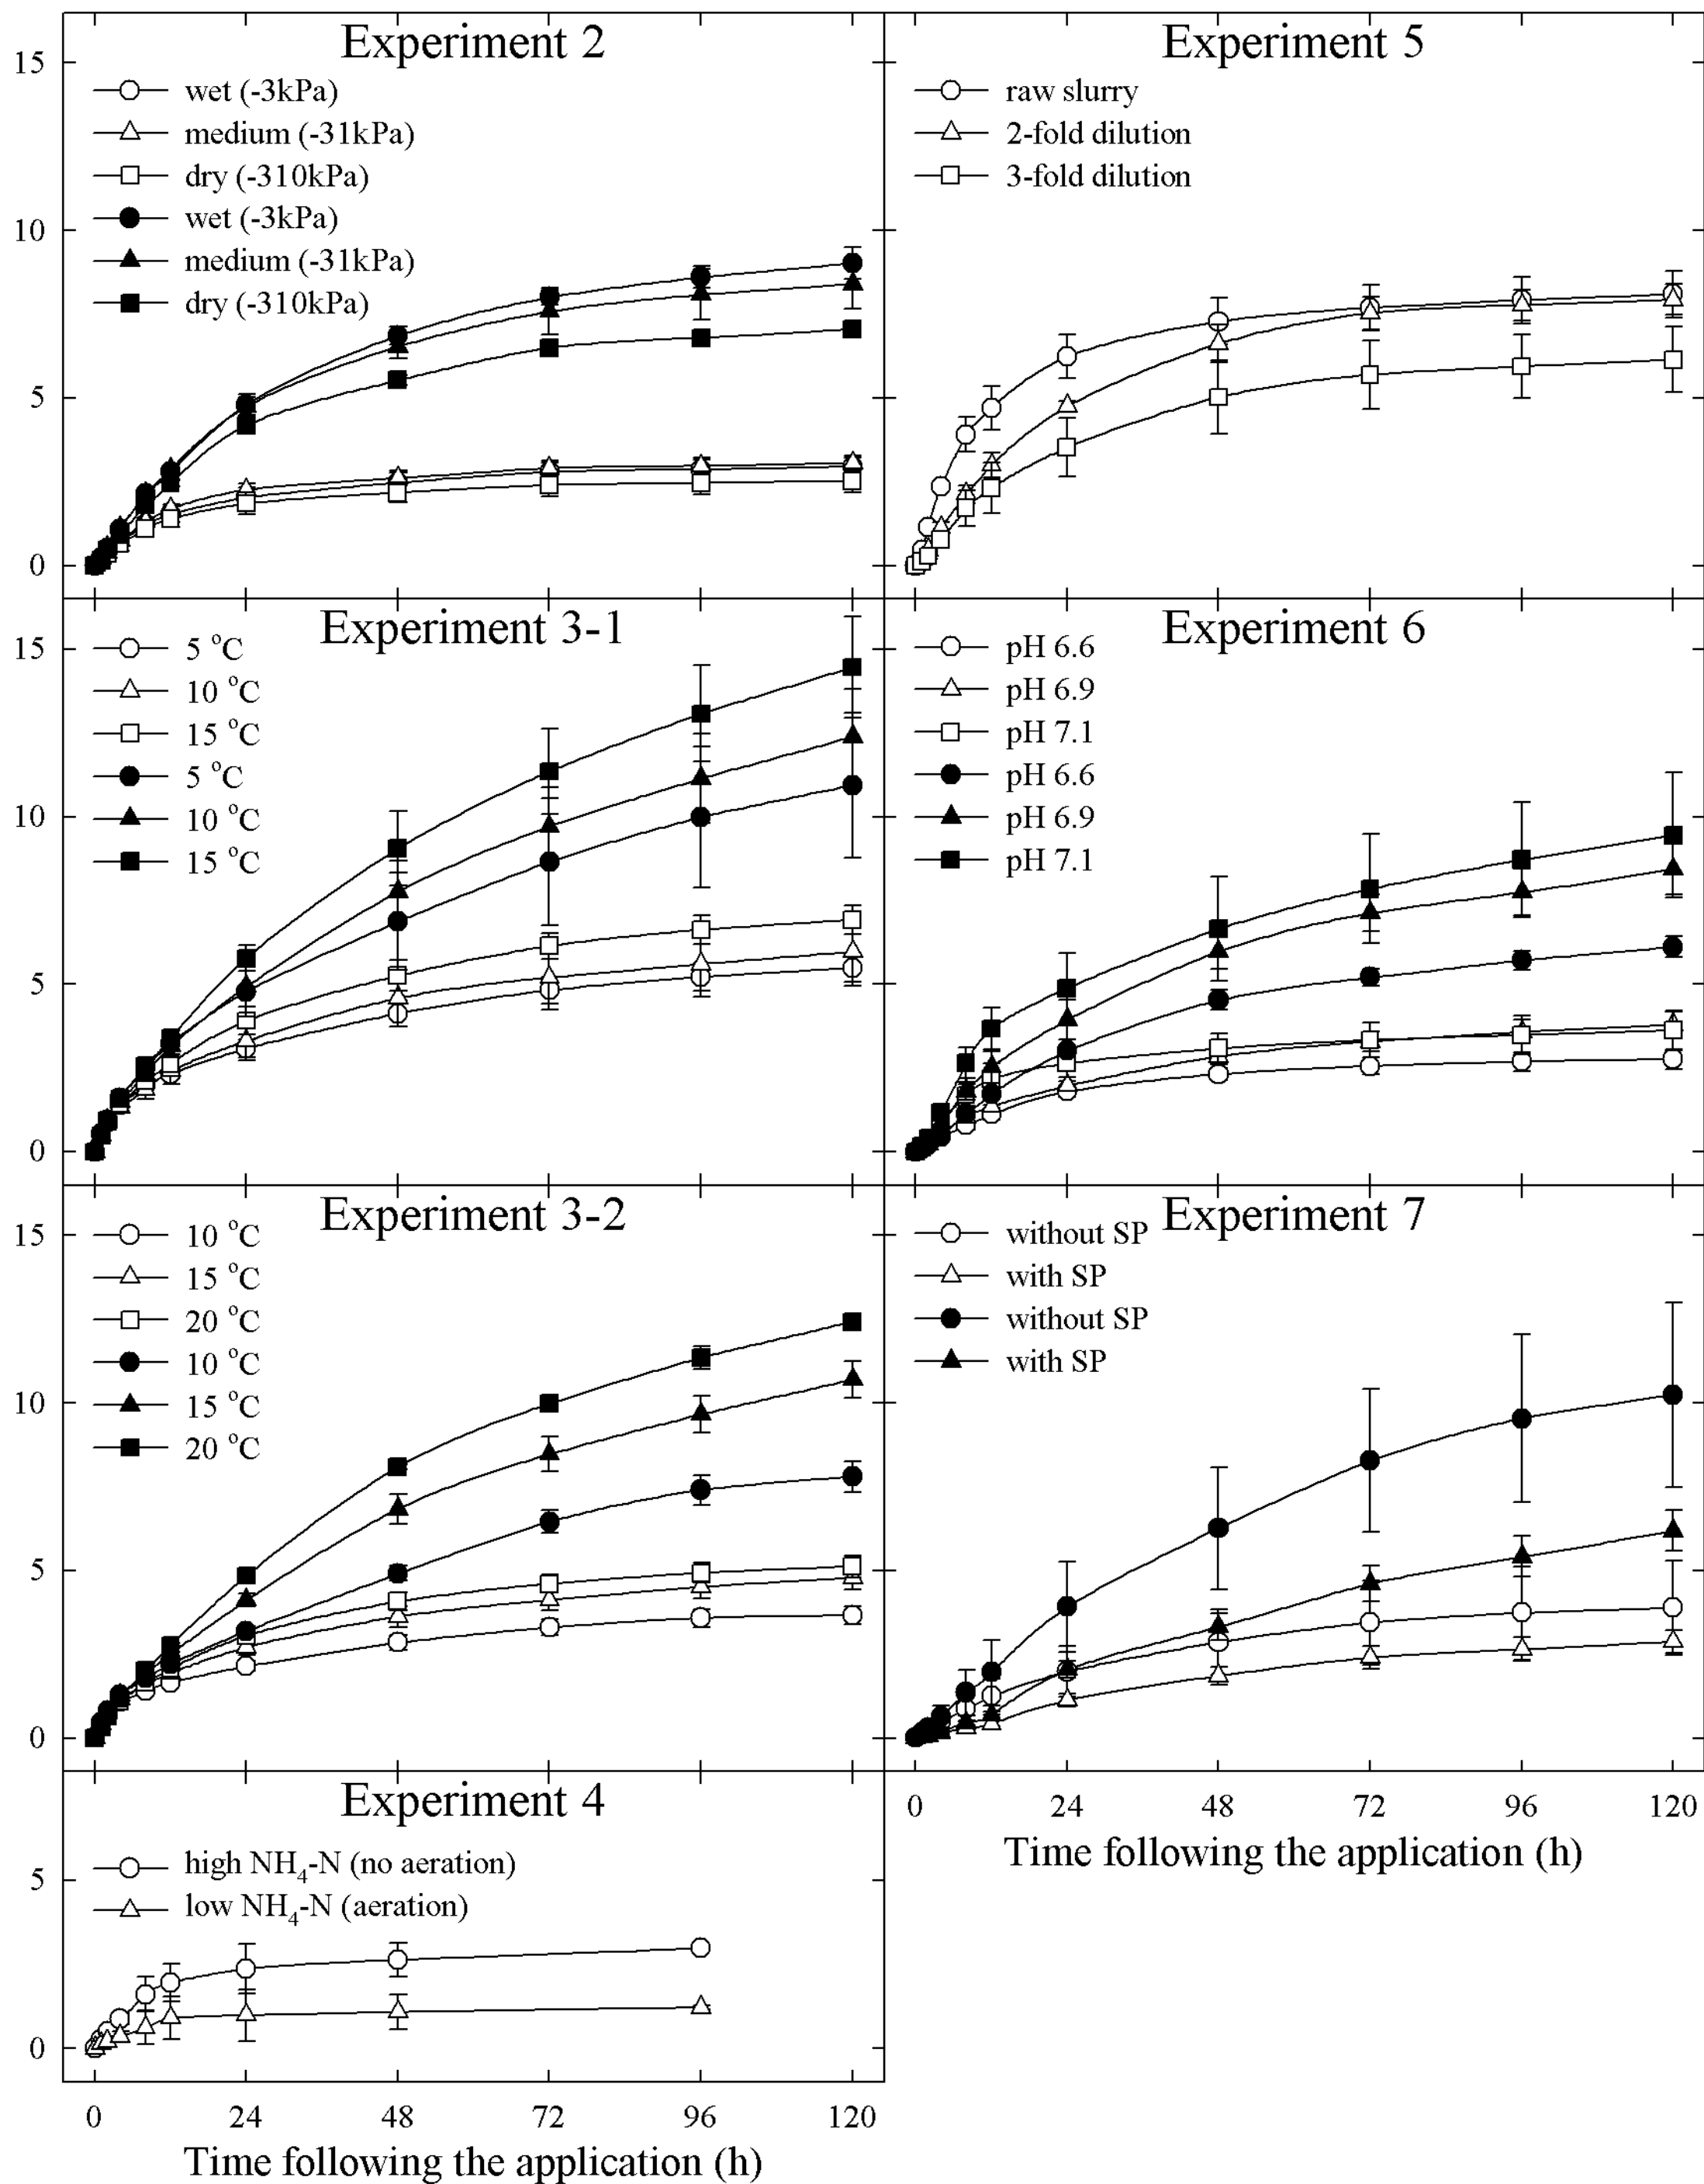 Experiment 2
15
10
5
0
wet (-3kPa)
medium (-31kPa)
dry (-310kPa)
wet (-3kPa)
medium (-31kPa)
dry (-310kPa)
Experiment 5
raw slurry
2-fold dilution
3-fold dilution
Experiment 3-1
15
10
5
0
5 °C
10 °C
15 °C
5 °C
10 °C
15 °C
Experiment 6
pH 6.6
pH 6.9
pH 7.1
pH 6.6
pH 6.9
pH 7.1
Experiment 3-2
15
10
5
0
10 °C
15 °C
20 °C
10 °C
15 °C
20 °C
Experiment 7
without SP
with SP
without SP
with SP
0 24 48 72 96 120
Time following the application (h)
Experiment 4
5
0
high NH₄-N (no aeration)
low NH₄-N (aeration)
0 24 48 72 96 120
Time following the application (h)